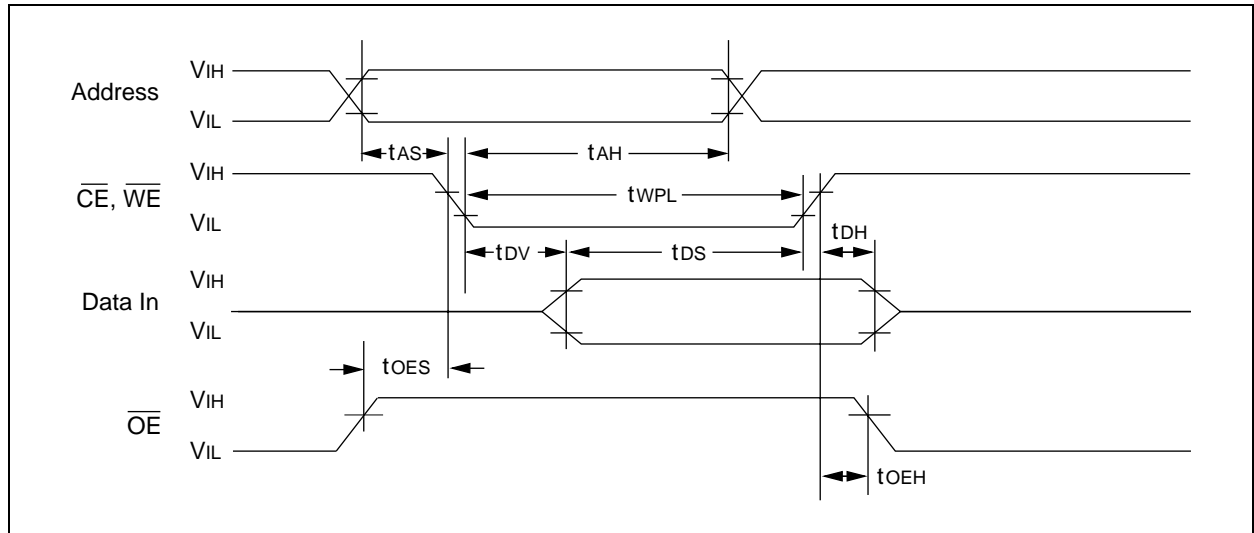 Address
VIH
VIL
tAS
tAH
CE, WE
VIH
VIL
tWPL
tDH
tDV
tDS
Data In
VIH
VIL
tOES
OE
VIH
VIL
tOEH